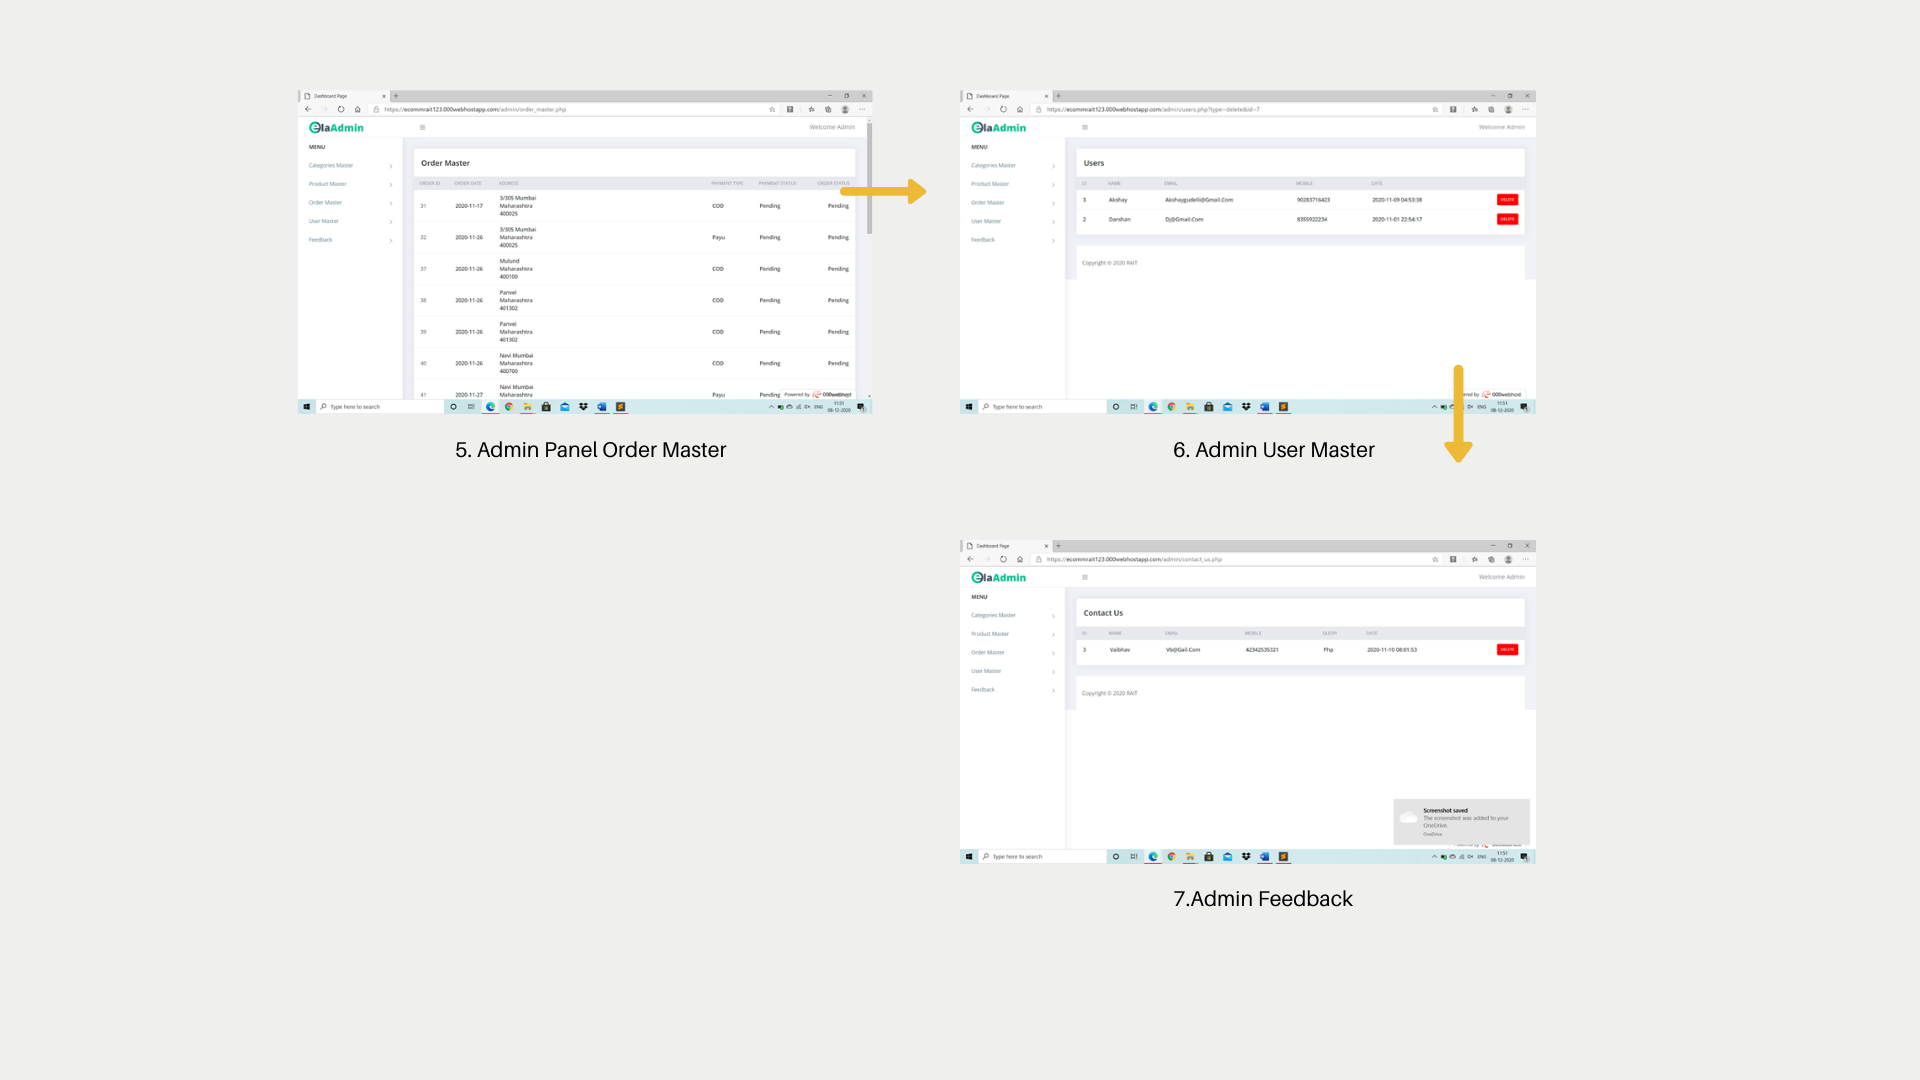 Dashboard Page
https://ecommrait123.000webhostapp.com/admin/order_master.php
elaAdmin
Welcome Admin
MENU
Categories Master
Product Master
Order Master
User Master
Feedback
Order Master
ORDER ID ORDER DATE ADDRESS PAYMENT TYPE PAYMENT STATUS ORDER STATUS
31 2020-11-17 3/305 Mumbai COD Pending Pending
Maharashtra
400025
32 2020-11-26 3/305 Mumbai Payu Pending Pending
Maharashtra
400025
37 2020-11-26 Mulund COD Pending Pending
Maharashtra
400100
38 2020-11-26 Panvel COD Pending Pending
Maharashtra
401302
39 2020-11-26 Panvel COD Pending Pending
Maharashtra
401302
40 2020-11-26 Navi Mumbai COD Pending Pending
Maharashtra
400700
41 2020-11-27 Navi Mumbai Payu Pending
Maharashtra
Powered by 000webhost
Type here to search
ENG
11:51
08-12-2020
5. Admin Panel Order Master
Dashboard Page
https://ecommrait123.000webhostapp.com/admin/users.php?type=delete&id=7
elaAdmin
Welcome Admin
MENU
Categories Master
Product Master
Order Master
User Master
Feedback
Users
ID NAME EMAIL MOBILE DATE
3 Akshay Akshaygudelli@Gmail.Com 90283716423 2020-11-09 04:53:38 DELETE
2 Darshan Dj@Gmail.Com 8355922234 2020-11-01 22:54:17 DELETE
Copyright © 2020 RAIT
by 000webhost
Type here to search
ENG
11:51
08-12-2020
6. Admin User Master
Dashboard Page
https://ecommrait123.000webhostapp.com/admin/contact_us.php
elaAdmin
Welcome Admin
MENU
Categories Master
Product Master
Order Master
User Master
Feedback
Contact Us
ID NAME EMAIL MOBILE QUERY DATE
3 Vaibhav Vb@Gail.Com 42342535321 Php 2020-11-10 08:01:53 DELETE
Copyright © 2020 RAIT
Screenshot saved
The screenshot was added to your
OneDrive.
OneDrive
Type here to search
ENG
11:51
08-12-2020
7.Admin Feedback